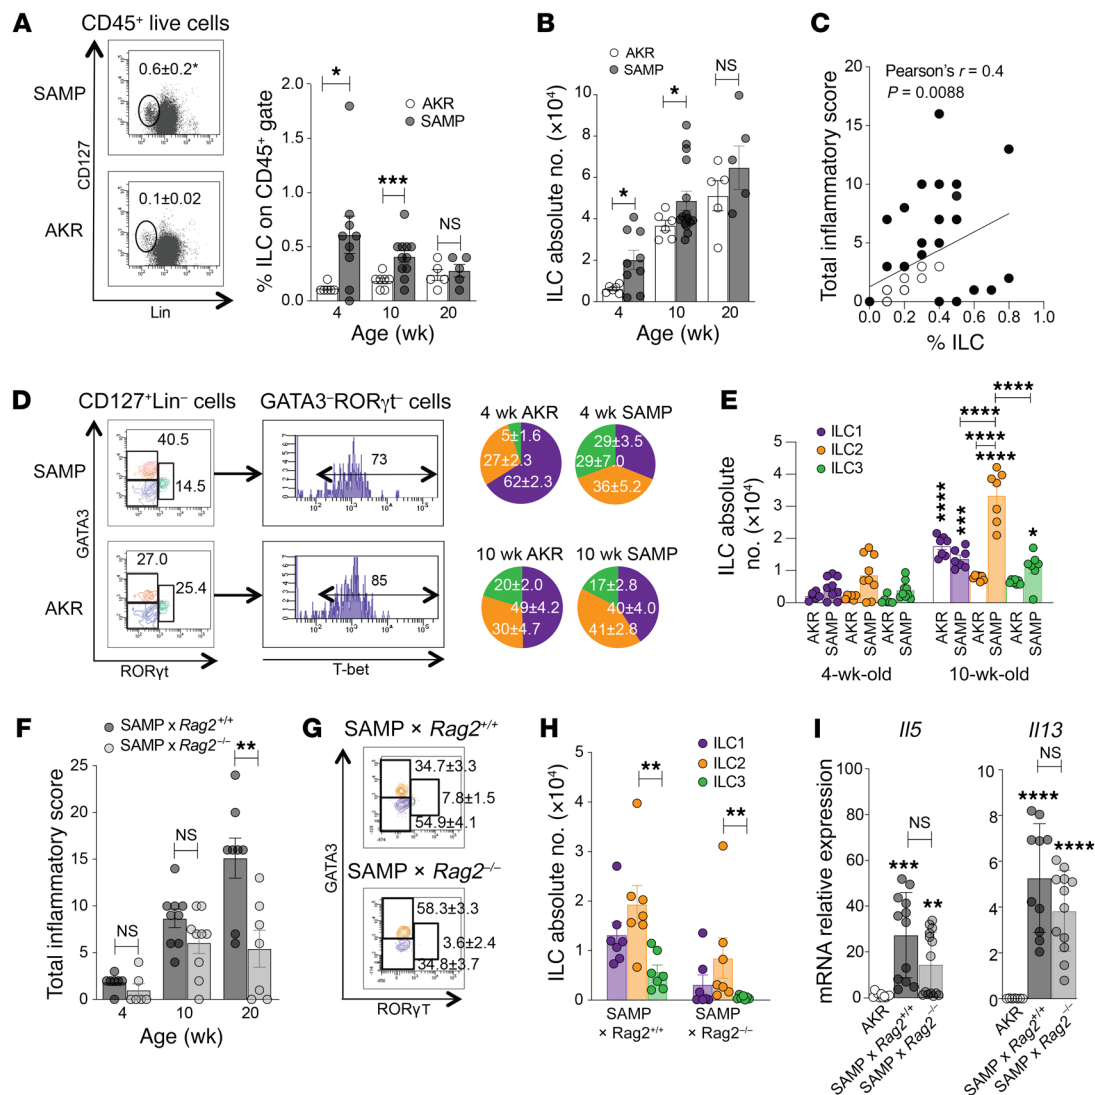 A
CD45⁺ live cells
SAMP
0.6±0.2*
AKR
0.1±0.02
CD127
Lin
% ILC on CD45⁺ gate
2.0
1.5
1.0
0.5
0.0
*
***
NS
AKR
SAMP
4 10 20
Age (wk)
B
AKR
SAMP
ILC absolute no. (×10⁴)
10
8
6
4
2
0
*
*
NS
4 10 20
Age (wk)
C
Pearson's r = 0.4
P = 0.0088
Total inflammatory score
20
15
10
5
0
0.0 0.2 0.4 0.6 0.8 1.0
% ILC
D
CD127⁺Lin⁻ cells
GATA3⁻RORγt⁻ cells
SAMP
40.5
14.5
73
AKR
27.0
25.4
85
GATA3
RORγt
T-bet
4 wk AKR
5±1.6
27±2.3
62±2.3
4 wk SAMP
29±3.5
29±7.0
36±5.2
10 wk AKR
20±2.0
49±4.2
30±4.7
10 wk SAMP
17±2.8
40±4.0
41±2.8
E
ILC1
ILC2
ILC3
ILC absolute
no. (×10⁴)
5
4
3
2
1
0
****
****
****
****
****
***
*
AKR SAMP AKR SAMP AKR SAMP AKR SAMP AKR SAMP AKR SAMP
4-wk-old 10-wk-old
F
SAMP x Rag2⁺/⁺
SAMP x Rag2⁻/⁻
Total inflammatory score
25
20
15
10
5
0
NS
NS
**
4 10 20
Age (wk)
G
SAMP × Rag2⁺/⁺
34.7±3.3
7.8±1.5
54.9±4.1
SAMP × Rag2⁻/⁻
58.3±3.3
3.6±2.4
34.8±3.7
GATA3
RORγT
H
ILC1
ILC2
ILC3
ILC absolute no. (×10⁴)
5
4
3
2
1
0
**
**
SAMP
× Rag2⁺/⁺
SAMP
× Rag2⁻/⁻
I
Il5
mRNA relative expression
100
80
60
40
20
0
NS
***
**
AKR
SAMP x Rag2⁺/⁺
SAMP x Rag2⁻/⁻
Il13
10
8
6
4
2
0
NS
****
****
AKR
SAMP x Rag2⁺/⁺
SAMP x Rag2⁻/⁻